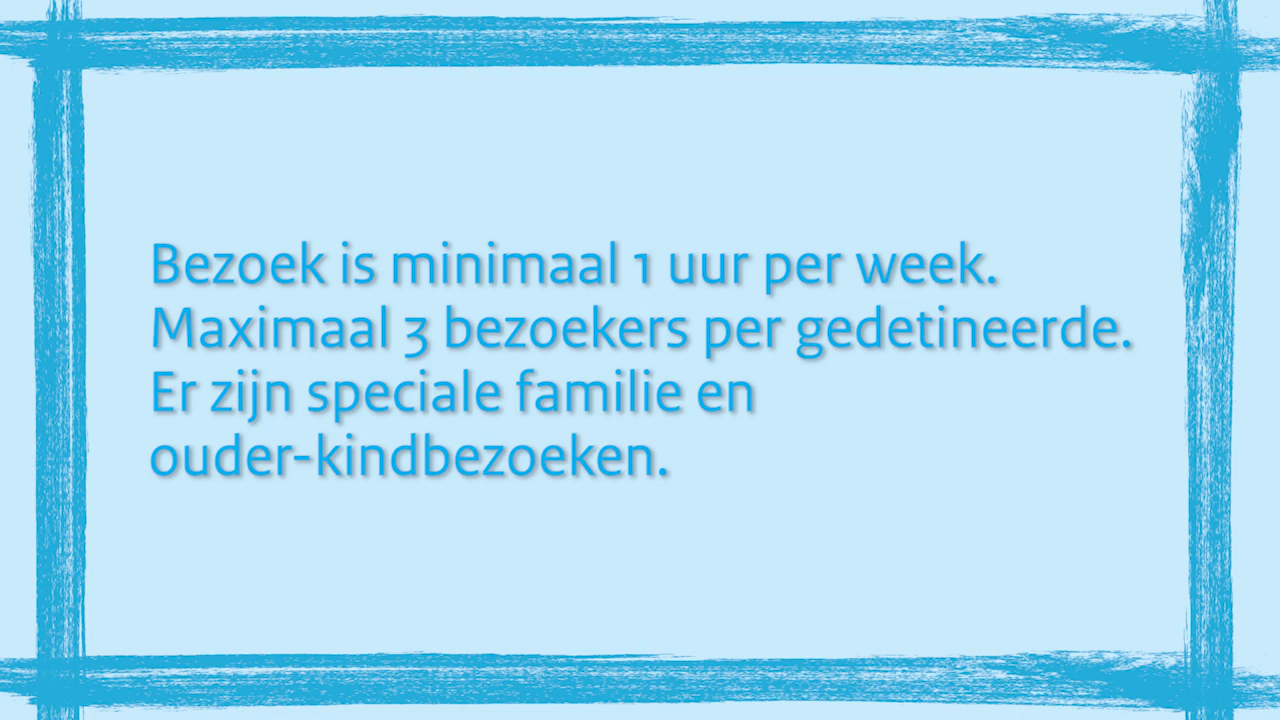 Bezoek is minimaal 1 uur per week.
Maximaal 3 bezoekers per gedetineerde.
Er zijn speciale familie en
ouder-kindbezoeken.